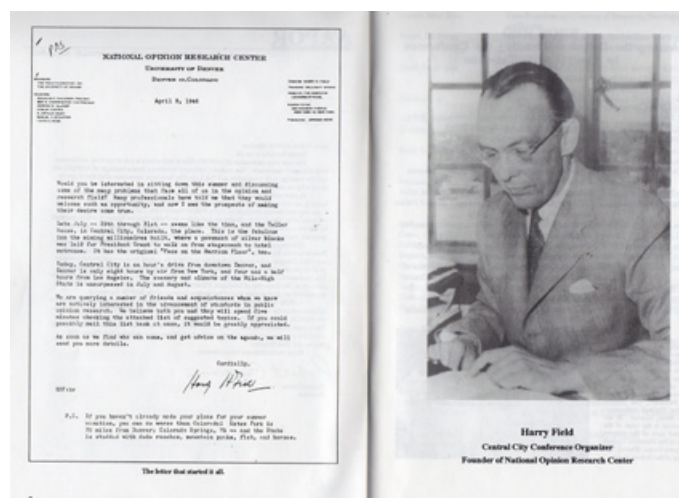 PAS
NATIONAL OPINION RESEARCH CENTER
UNIVERSITY OF DENVER
DENVER 10, COLORADO
April 8, 1946
Would you be interested in sitting down this summer and discussing
some of the many problems that face all of us in the opinion and
research field? Many professionals have told me that they would
welcome such an opportunity, and now I see the prospects of making
their desire come true.
Late July -- 29th through 31st -- seems like the time, and the Teller
House, in Central City, Colorado, the place. This is the fabulous
inn the mining millionaires built, where a pavement of silver blocks
was laid for President Grant to walk on from stagecoach to hotel
entrance. It has the original "Face on the Barroom Floor", too.
Today, Central City is an hour's drive from downtown Denver, and
Denver is only eight hours by air from New York, and four and a half
hours from Los Angeles. The scenery and climate of the Mile-High
State is unsurpassed in July and August.
We are querying a number of friends and acquaintances whom we know
are actively interested in the advancement of standards in public
opinion research. We believe both you and they will spend five
minutes checking the attached list of suggested topics. If you could
possibly mail this list back at once, it would be greatly appreciated.
As soon as we find who can come, and get advice on the agenda, we will
send you more details.
Cordially,
Harry H Field
P.S. If you haven't already made your plans for your summer
vacation, you can do worse than Colorado! Estes Park is
70 miles from Denver; Colorado Springs, 75 -- and the State
is studded with dude ranches, mountain peaks, fish, and horses.
The letter that started it all.
Harry Field
Central City Conference Organizer
Founder of National Opinion Research Center